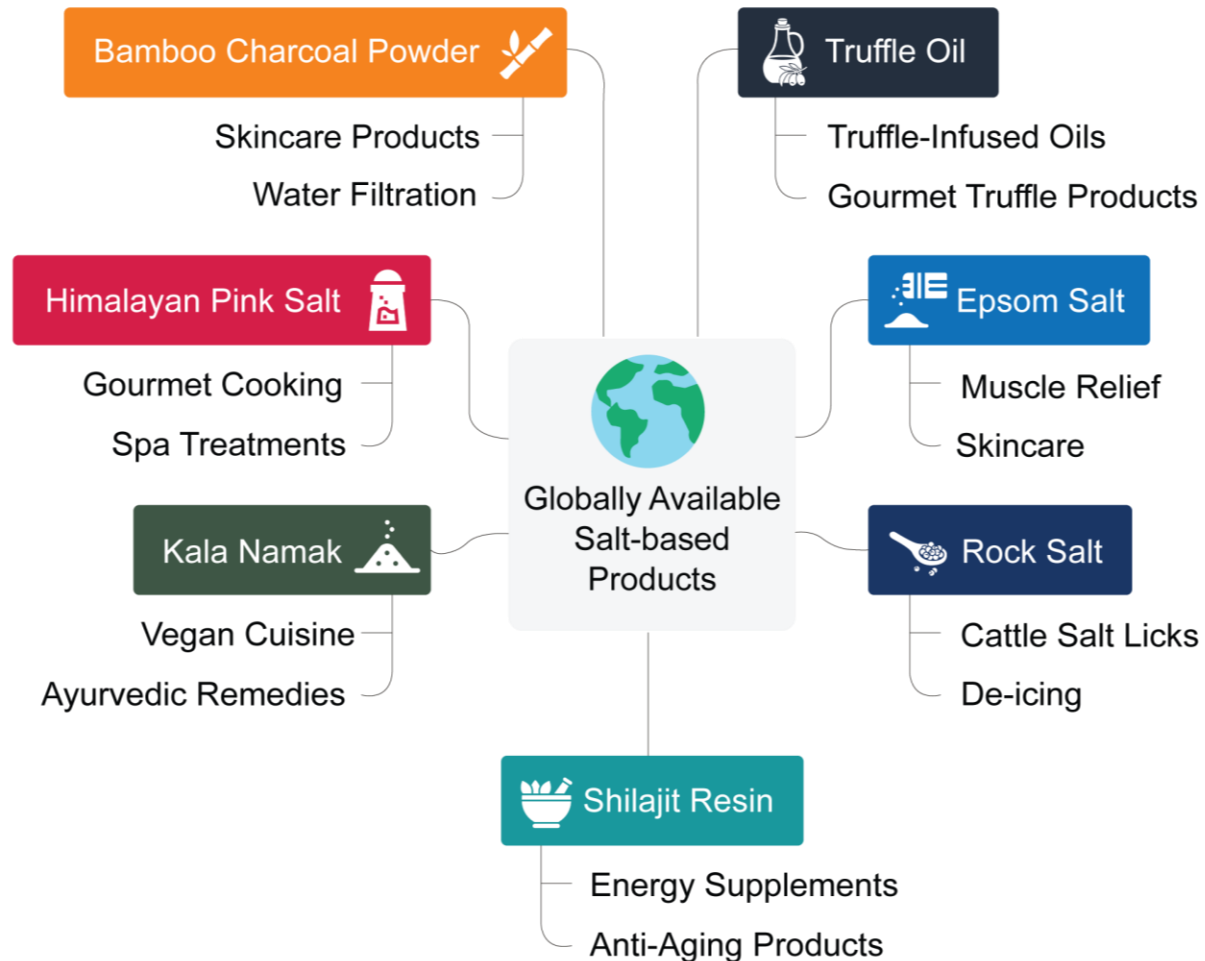 Bamboo Charcoal Powder
Skincare Products
Water Filtration
Truffle Oil
Truffle-Infused Oils
Gourmet Truffle Products
Himalayan Pink Salt
Gourmet Cooking
Spa Treatments
Epsom Salt
Muscle Relief
Skincare
Globally Available
Salt-based
Products
Kala Namak
Vegan Cuisine
Ayurvedic Remedies
Rock Salt
Cattle Salt Licks
De-icing
Shilajit Resin
Energy Supplements
Anti-Aging Products